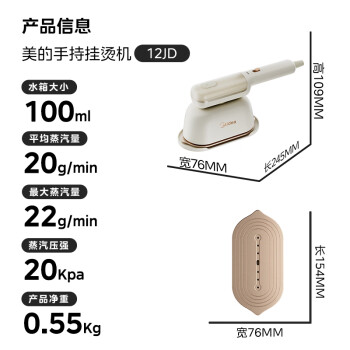 产品信息
美的手持挂烫机 12JD
水箱大小
100ml
平均蒸汽量
20g/min
最大蒸汽量
22g/min
蒸汽压强
20Kpa
产品净重
0.55Kg
高109MM
长245MM
宽76MM
Midea
长154MM
宽76MM